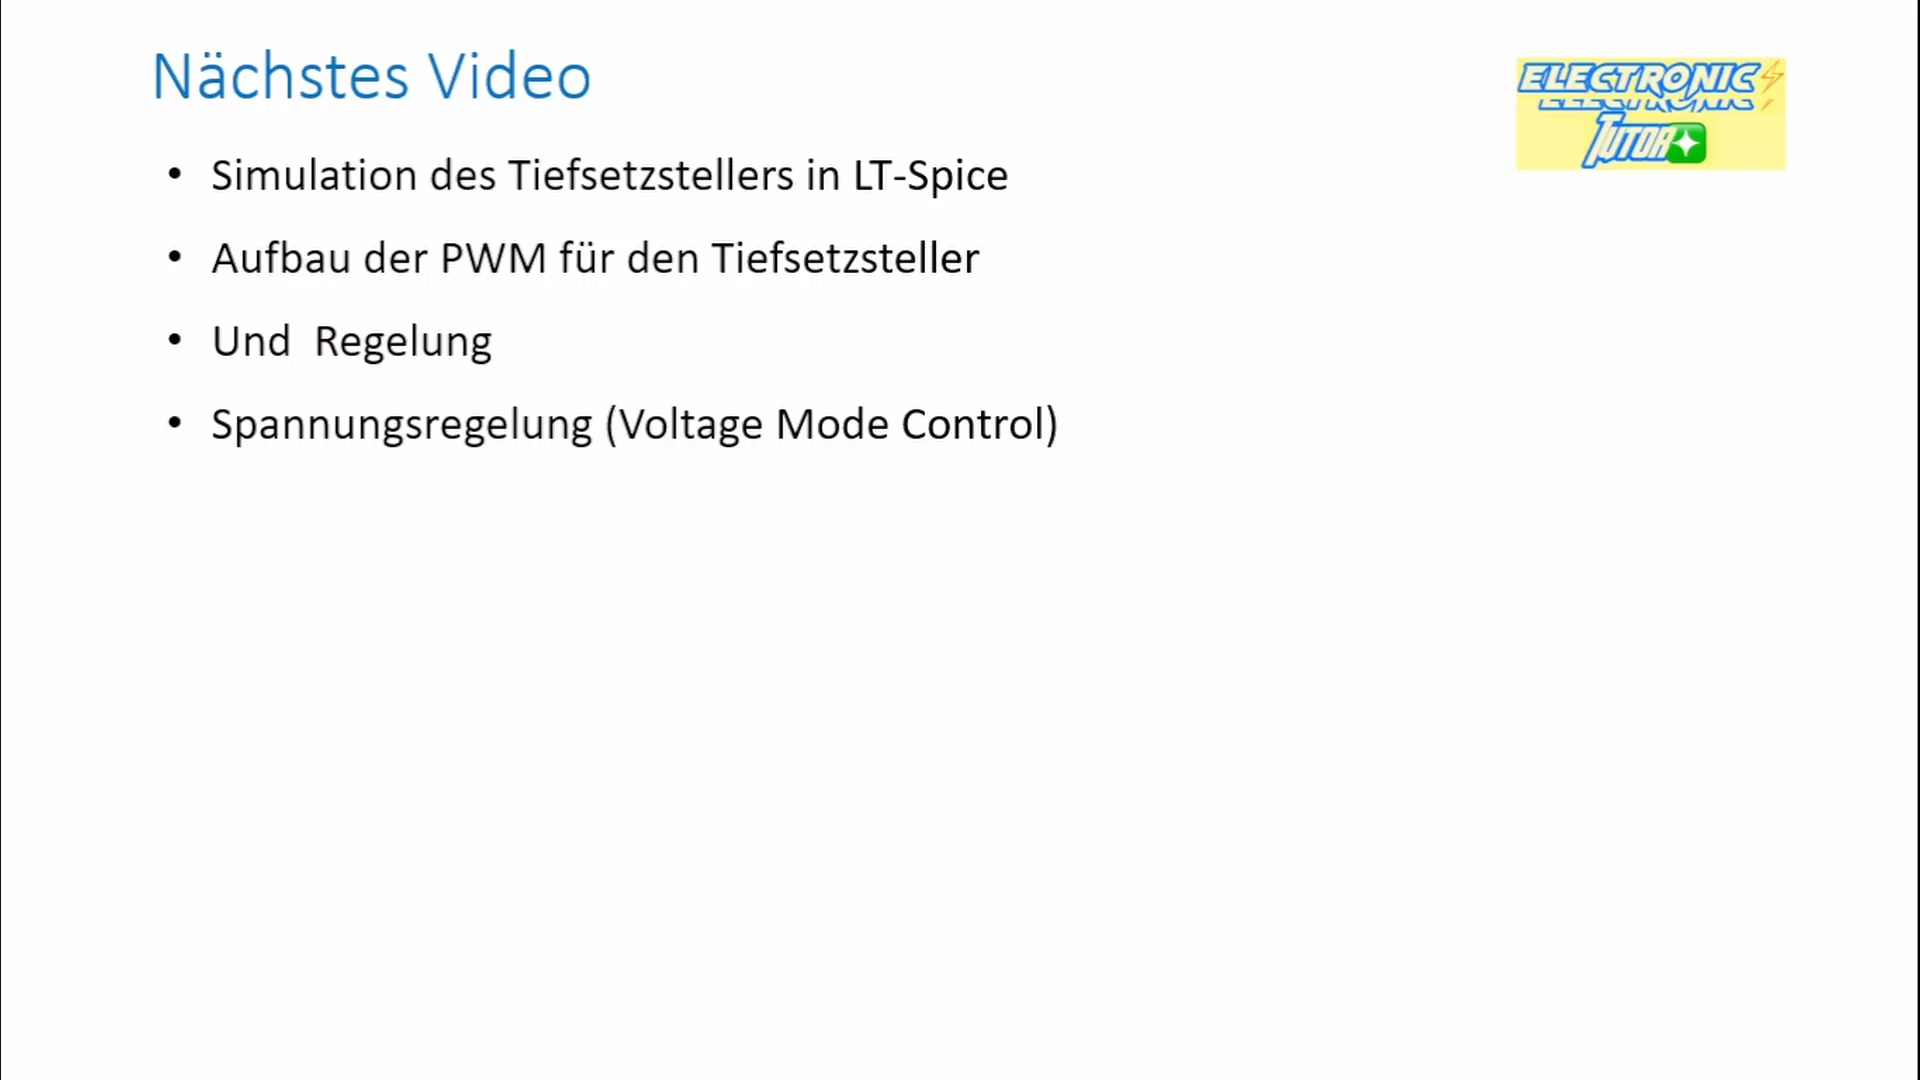 Nächstes Video
ELECTRONIC
ELECTRONIC
TUTOR
• Simulation des Tiefsetzstellers in LT-Spice
• Aufbau der PWM für den Tiefsetzsteller
• Und  Regelung
• Spannungsregelung (Voltage Mode Control)